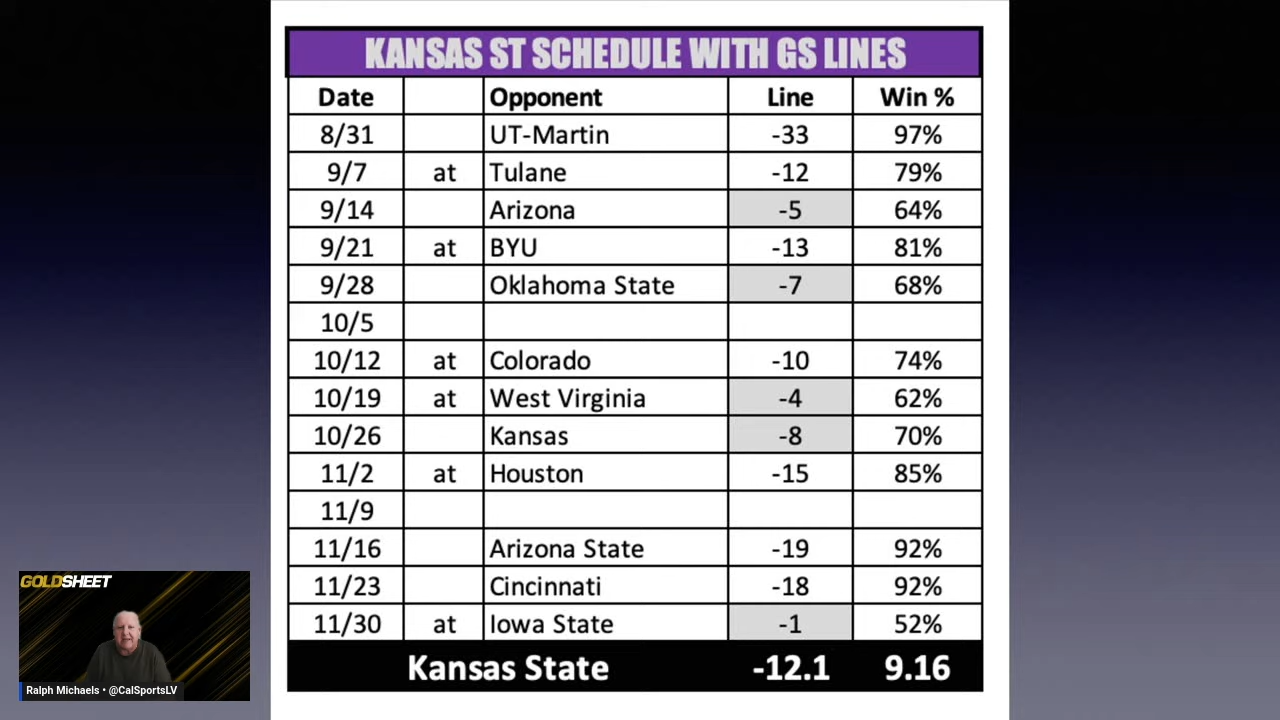 KANSAS ST SCHEDULE WITH GS LINES
Date Opponent Line Win %
8/31 UT-Martin -33 97%
9/7 at Tulane -12 79%
9/14 Arizona -5 64%
9/21 at BYU -13 81%
9/28 Oklahoma State -7 68%
10/5
10/12 at Colorado -10 74%
10/19 at West Virginia -4 62%
10/26 Kansas -8 70%
11/2 at Houston -15 85%
11/9
11/16 Arizona State -19 92%
11/23 Cincinnati -18 92%
11/30 at Iowa State -1 52%
Kansas State -12.1 9.16
GOLDSHEET
Ralph Michaels • @CalSportsLV